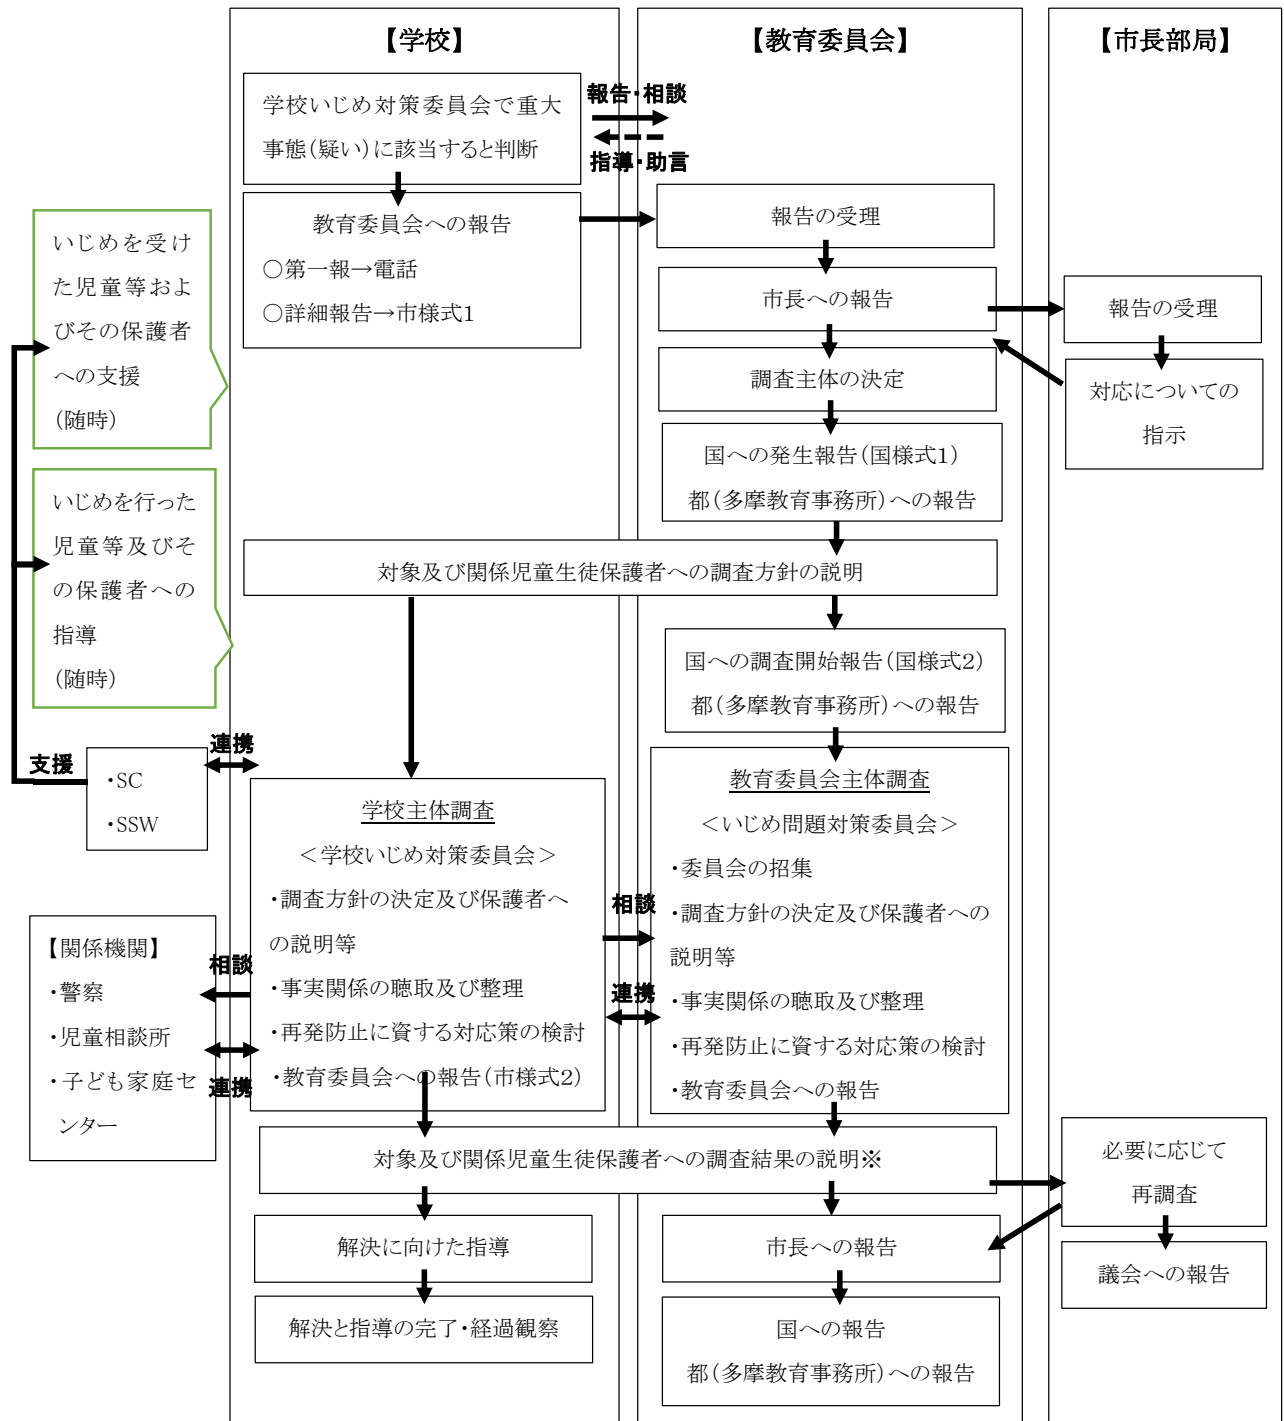 【学校】
【教育委員会】
【市長部局】
学校いじめ対策委員会で重大
事態(疑い)に該当すると判断
報告・相談
指導・助言
教育委員会への報告
○第一報→電話
○詳細報告→市様式1
報告の受理
市長への報告
報告の受理
調査主体の決定
対応についての
指示
国への発生報告(国様式1)
都(多摩教育事務所)への報告
いじめを受け
た児童等およ
びその保護者
への支援
(随時)
いじめを行った
児童等及びそ
の保護者への
指導
(随時)
対象及び関係児童生徒保護者への調査方針の説明
国への調査開始報告(国様式2)
都(多摩教育事務所)への報告
支援
・SC
・SSW
連携
学校主体調査
<学校いじめ対策委員会>
・調査方針の決定及び保護者へ
の説明等
・事実関係の聴取及び整理
・再発防止に資する対応策の検討
・教育委員会への報告(市様式2)
相談
連携
教育委員会主体調査
<いじめ問題対策委員会>
・委員会の招集
・調査方針の決定及び保護者への
説明等
・事実関係の聴取及び整理
・再発防止に資する対応策の検討
・教育委員会への報告
【関係機関】
・警察
・児童相談所
・子ども家庭セ
ンター
相談
連携
対象及び関係児童生徒保護者への調査結果の説明※
必要に応じて
再調査
解決に向けた指導
市長への報告
議会への報告
解決と指導の完了・経過観察
国への報告
都(多摩教育事務所)への報告